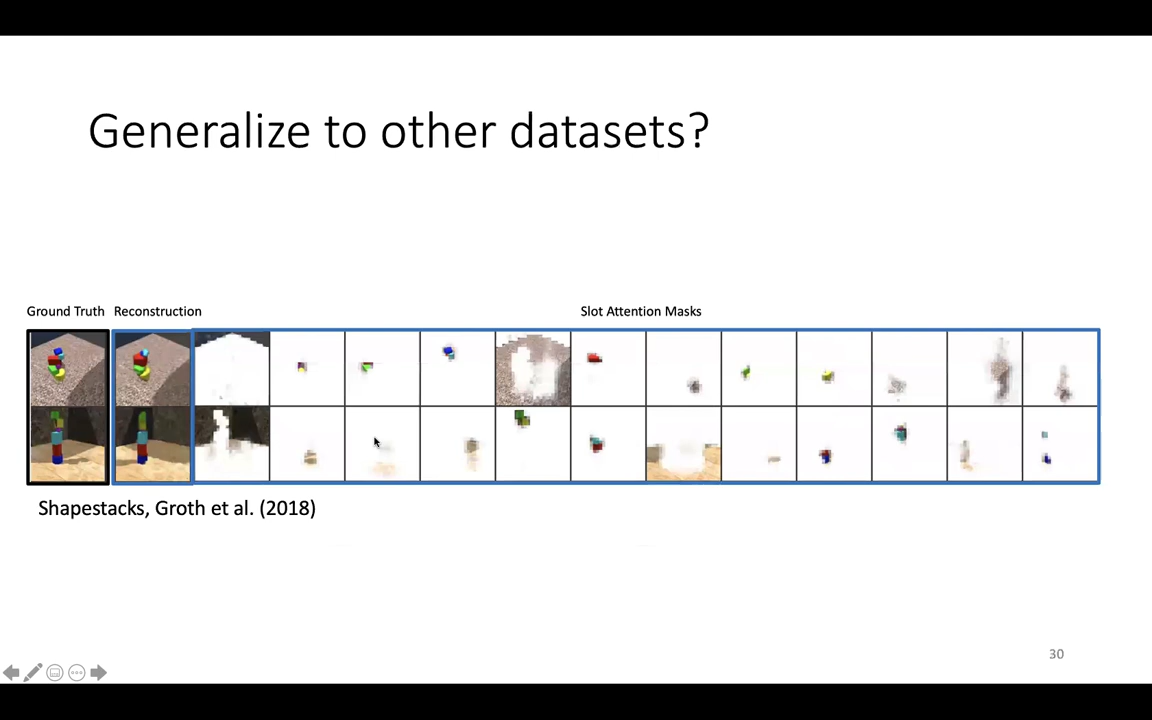 Generalize to other datasets?
Ground Truth Reconstruction Slot Attention Masks
Shapestacks, Groth et al. (2018)
30